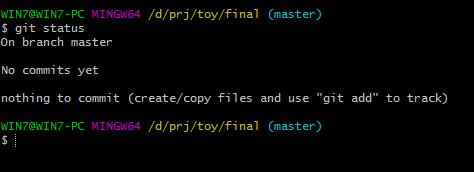 WIN7@WIN7-PC MINGW64 /d/prj/toy/final (master)
$ git status
On branch master
No commits yet
nothing to commit (create/copy files and use "git add" to track)
WIN7@WIN7-PC MINGW64 /d/prj/toy/final (master)
$